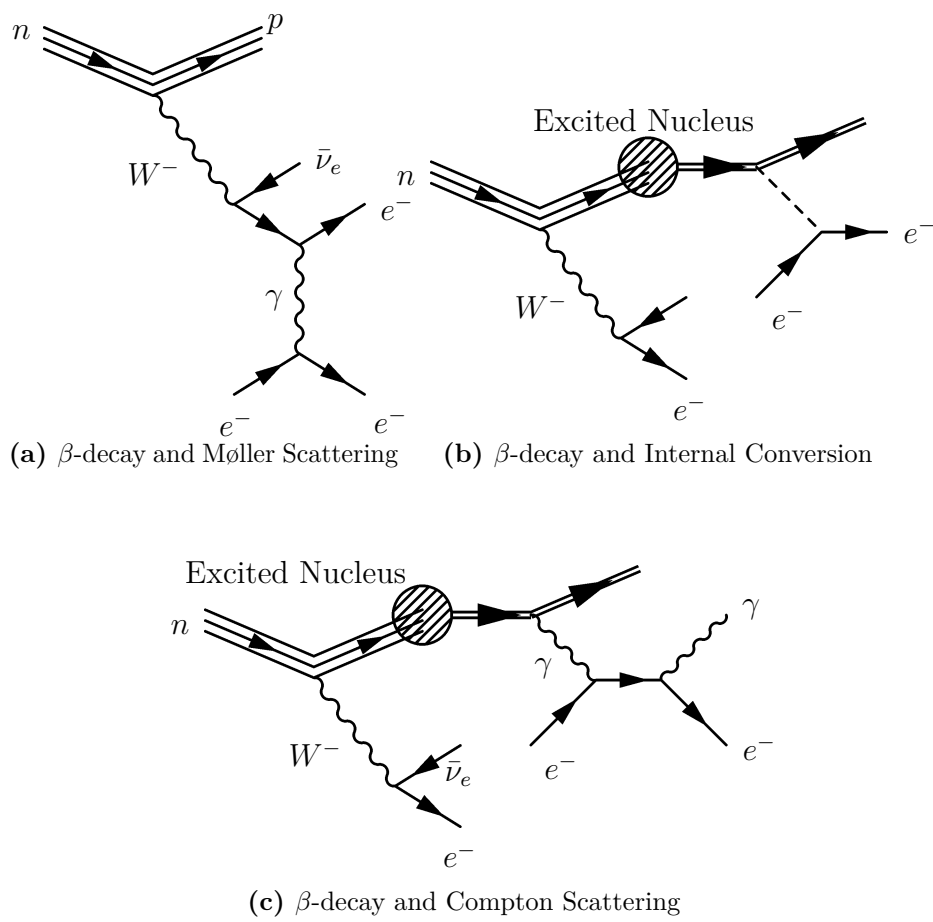 n
p
W⁻
ν̄ₑ
e⁻
γ
e⁻
e⁻
(a) β-decay and Møller Scattering
Excited Nucleus
n
W⁻
e⁻
e⁻
e⁻
(b) β-decay and Internal Conversion
Excited Nucleus
n
γ
γ
W⁻
ν̄ₑ
e⁻
e⁻
e⁻
(c) β-decay and Compton Scattering